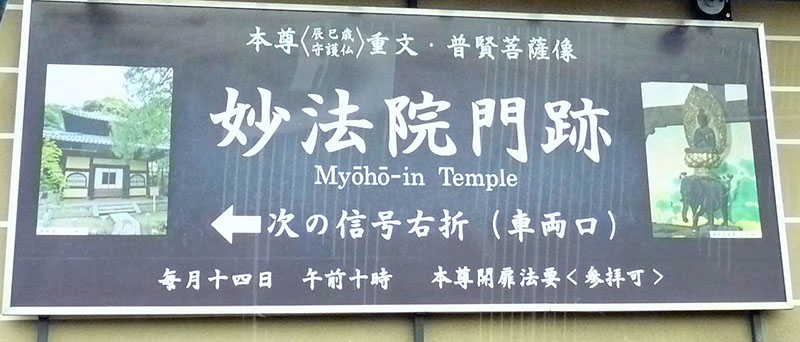 本尊〈辰巳歳守護仏〉重文・普賢菩薩像
妙法院門跡
Myōhō-in Temple
←次の信号右折（車両口）
毎月十四日 午前十時 本尊開扉法要＜参拝可＞